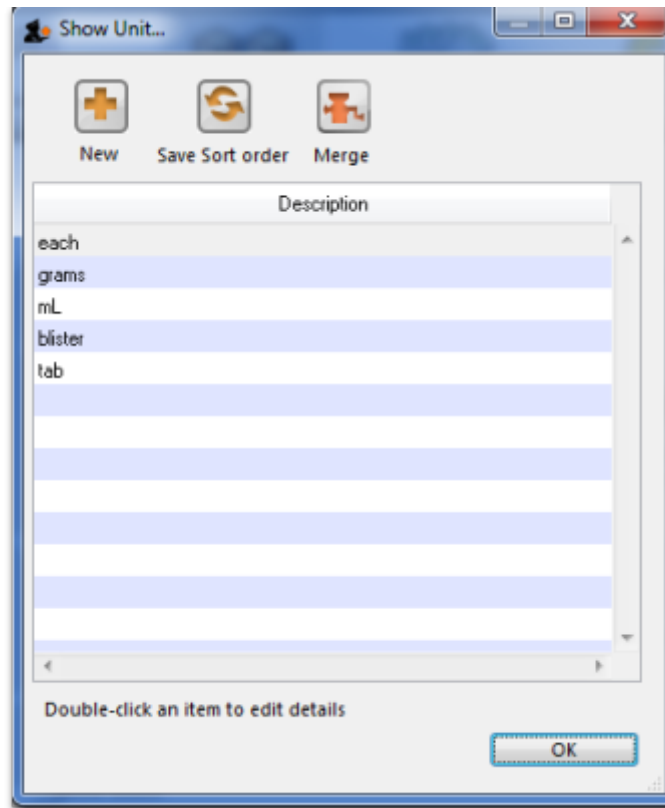 Show Unit...
New Save Sort order Merge
Description
each
grams
mL
blister
tab
Double-click an item to edit details
OK